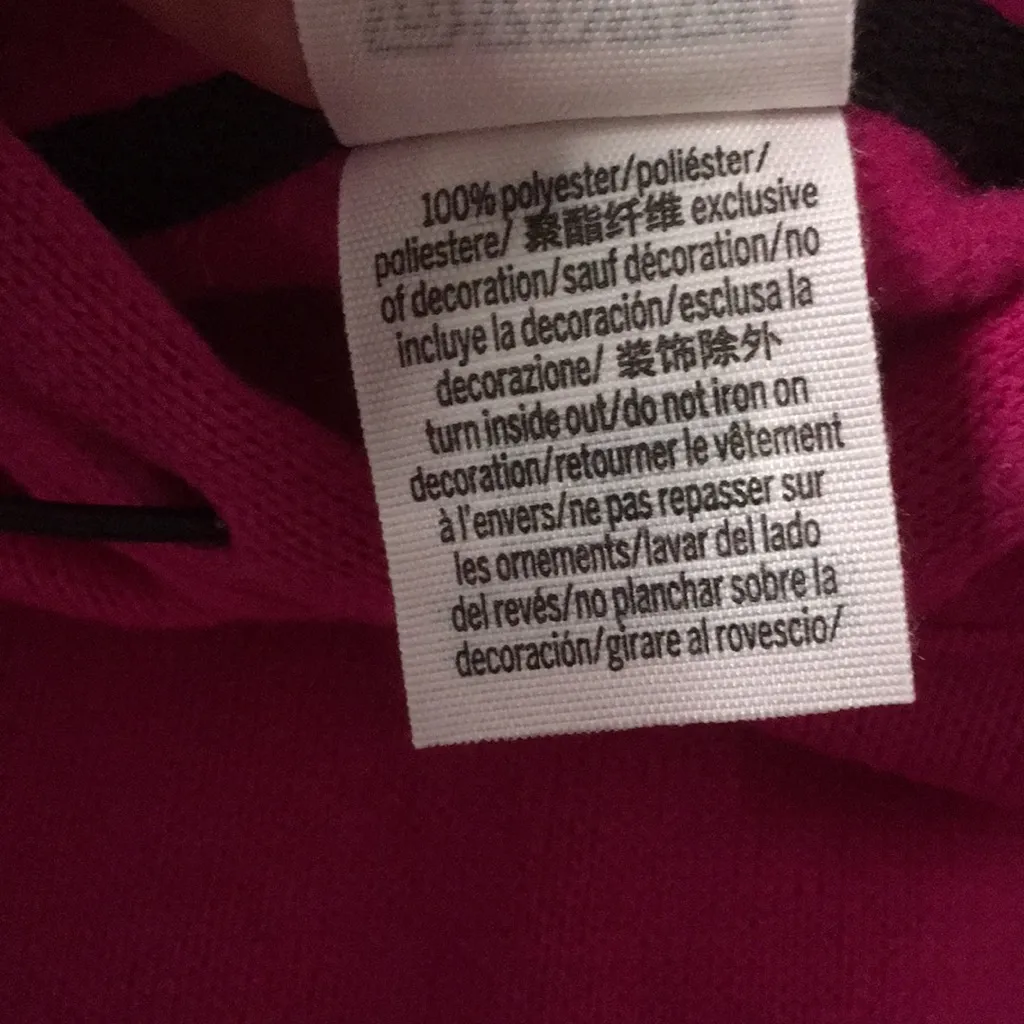 100% polyester/poliéster/
poliestere/ 聚酯纤维 exclusive
of decoration/sauf décoration/no
incluye la decoración/esclusa la
decorazione/ 装饰除外
turn inside out/do not iron on
decoration/retourner le vêtement
à l'envers/ne pas repasser sur
les ornements/lavar del lado
del revés/no planchar sobre la
decoración/girare al rovescio/